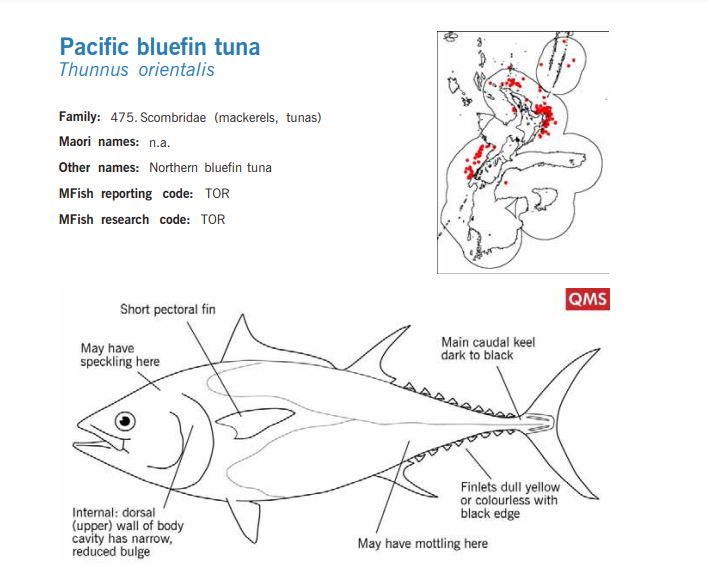 Pacific bluefin tuna
Thunnus orientalis
Family: 475. Scombridae (mackerels, tunas)
Maori names: n.a.
Other names: Northern bluefin tuna
MFish reporting code: TOR
MFish research code: TOR
QMS
Short pectoral fin
May have
speckling here
Main caudal keel
dark to black
Internal: dorsal
(upper) wall of body
cavity has narrow,
reduced bulge
Finlets dull yellow
or colourless with
black edge
May have mottling here